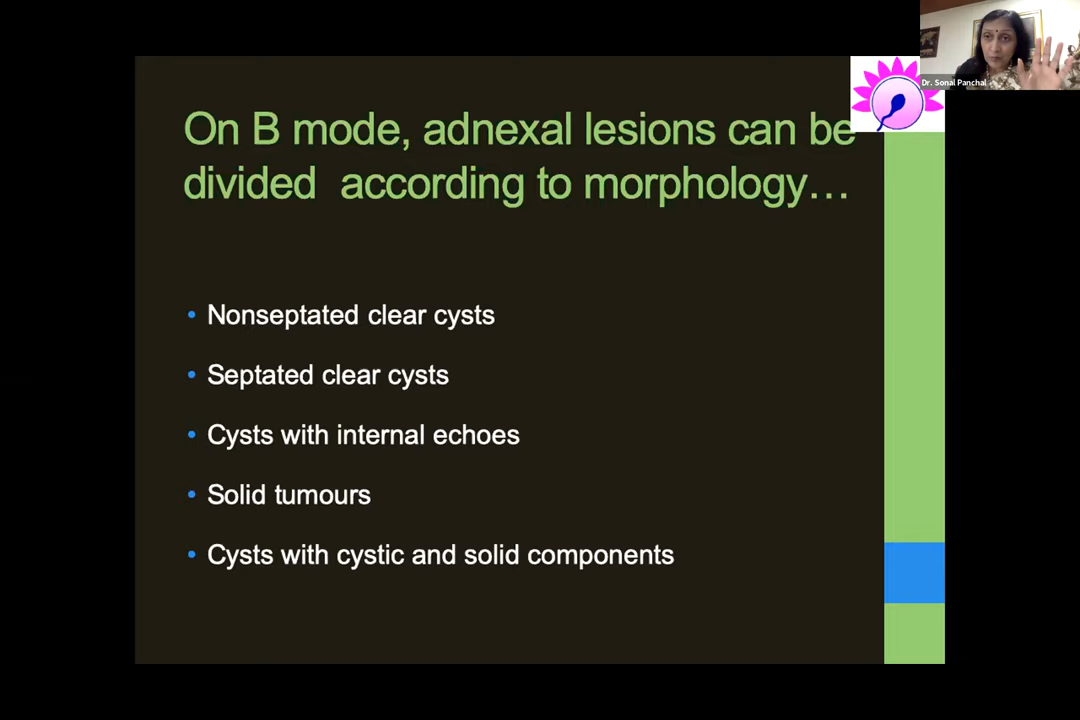 Dr. Sonal Panchal
On B mode, adnexal lesions can be
divided according to morphology…
• Nonseptated clear cysts
• Septated clear cysts
• Cysts with internal echoes
• Solid tumours
• Cysts with cystic and solid components